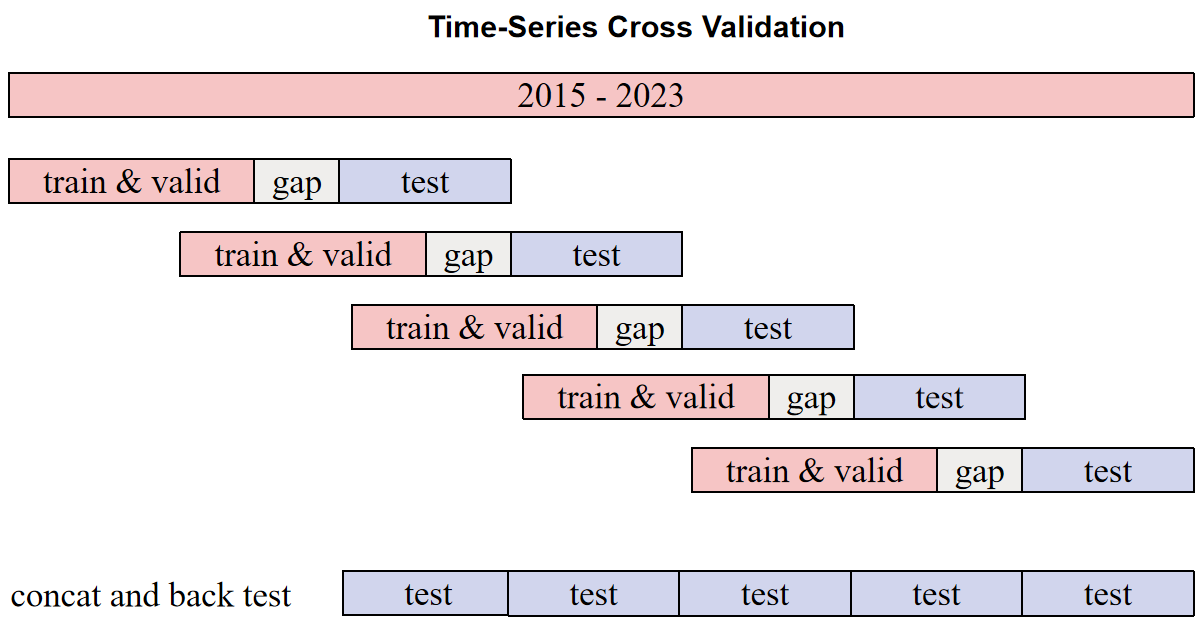 Time-Series Cross Validation
2015 - 2023
train & valid gap test
train & valid gap test
train & valid gap test
train & valid gap test
train & valid gap test
concat and back test test test test test test